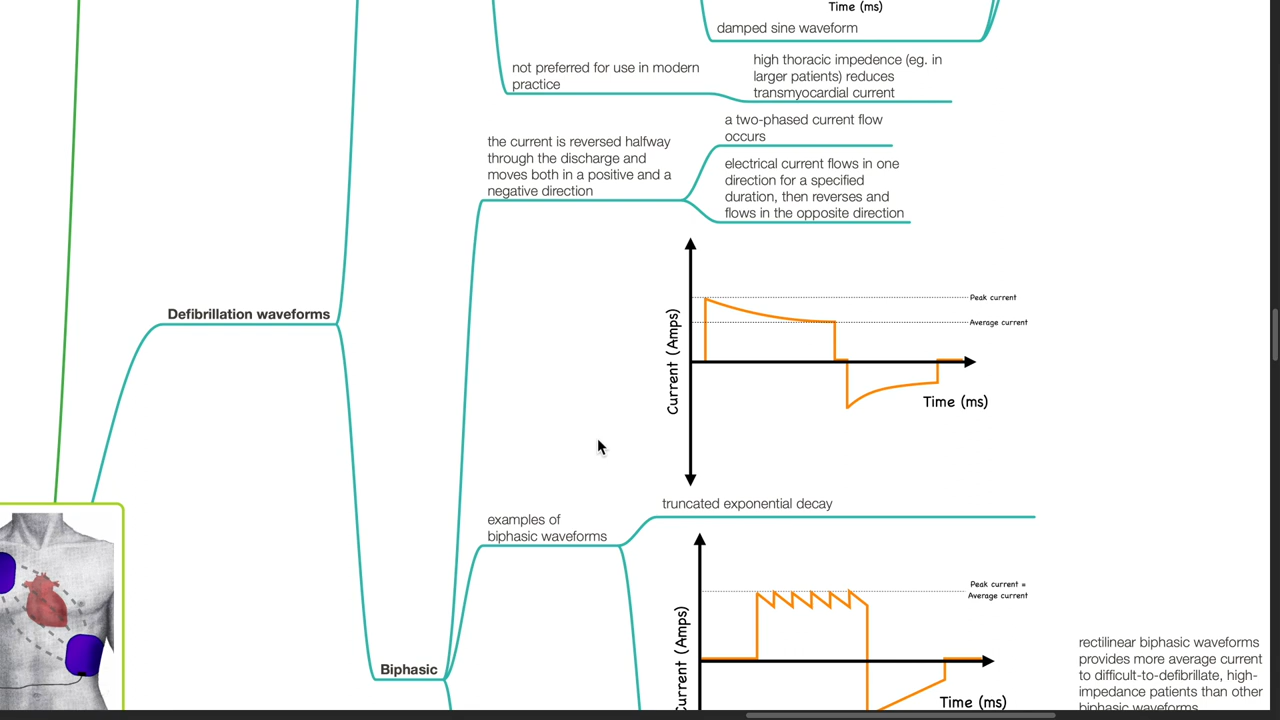 Time (ms)
damped sine waveform
not preferred for use in modern
practice
high thoracic impedence (eg. in
larger patients) reduces
transmyocardial current
the current is reversed halfway
through the discharge and
moves both in a positive and a
negative direction
a two-phased current flow
occurs
electrical current flows in one
direction for a specified
duration, then reverses and
flows in the opposite direction
Defibrillation waveforms
Current (Amps)
Peak current
Average current
Time (ms)
truncated exponential decay
examples of
biphasic waveforms
Current (Amps)
Peak current =
Average current
Time (ms)
Biphasic
rectilinear biphasic waveforms
provides more average current
to difficult-to-defibrillate, high-
impedance patients than other
biphasic waveforms